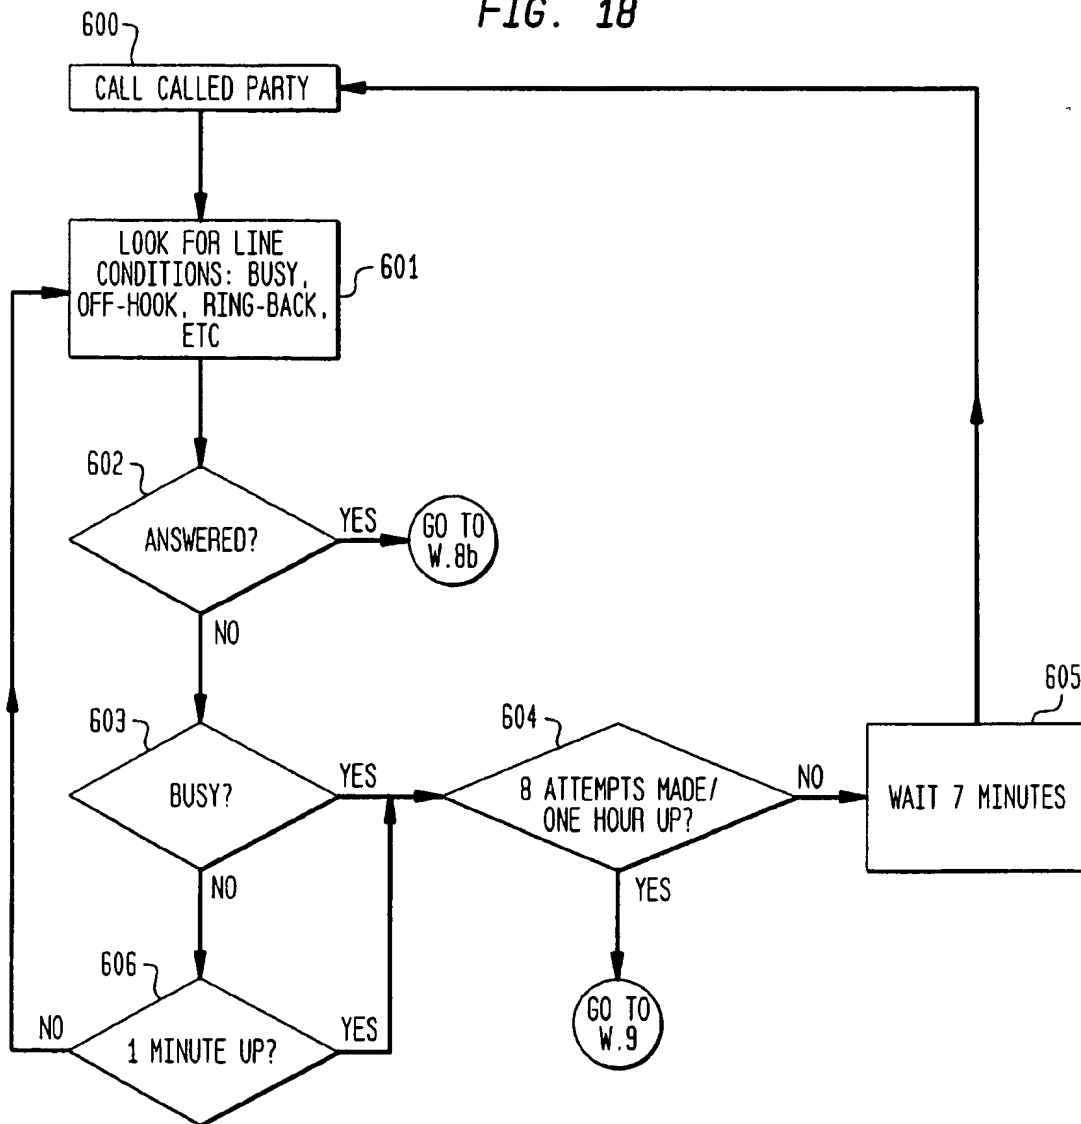 FIG. 18
600
CALL CALLED PARTY
LOOK FOR LINE
CONDITIONS: BUSY,
OFF-HOOK, RING-BACK,
ETC
601
602
ANSWERED?
YES
GO TO
W.8b
NO
603
BUSY?
YES
604
8 ATTEMPTS MADE/
ONE HOUR UP?
NO
605
WAIT 7 MINUTES
NO
YES
GO TO
W.9
606
1 MINUTE UP?
NO
YES